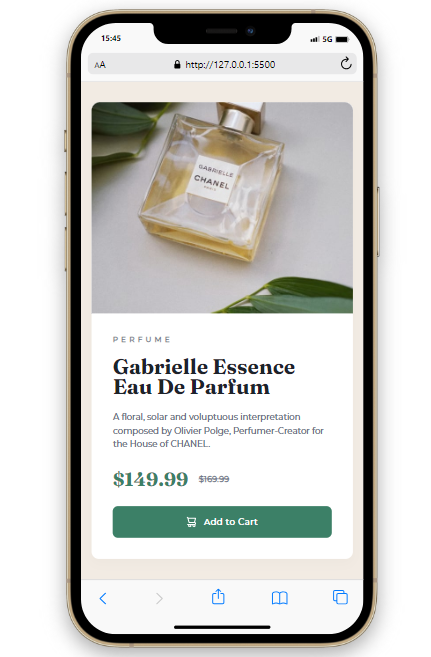 15:45
5G
AA http://127.0.0.1:5500
GABRIELLE
CHANEL
PARIS
PERFUME
Gabrielle Essence
Eau De Parfum
A floral, solar and voluptuous interpretation
composed by Olivier Polge, Perfumer-Creator for
the House of CHANEL.
$149.99 $169.99
Add to Cart